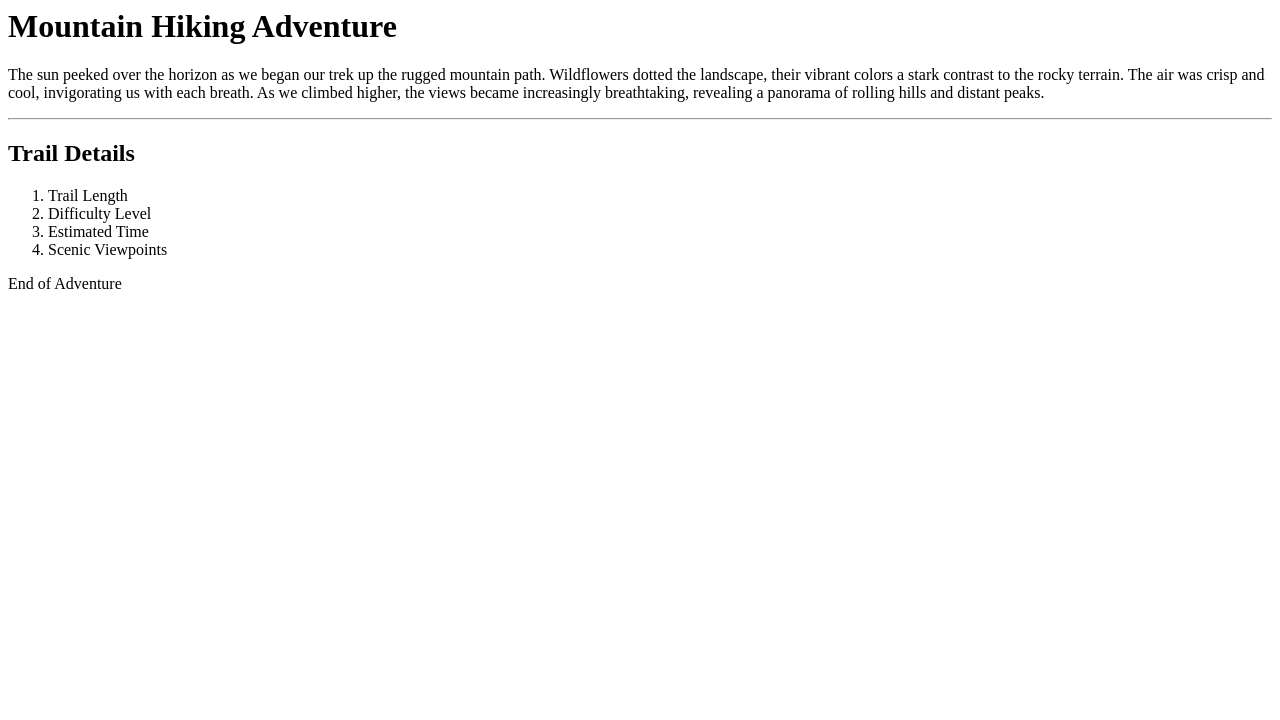 Mountain Hiking Adventure
The sun peeked over the horizon as we began our trek up the rugged mountain path. Wildflowers dotted the landscape, their vibrant colors a stark contrast to the rocky terrain. The air was crisp and
cool, invigorating us with each breath. As we climbed higher, the views became increasingly breathtaking, revealing a panorama of rolling hills and distant peaks.
Trail Details
1. Trail Length
2. Difficulty Level
3. Estimated Time
4. Scenic Viewpoints
End of Adventure